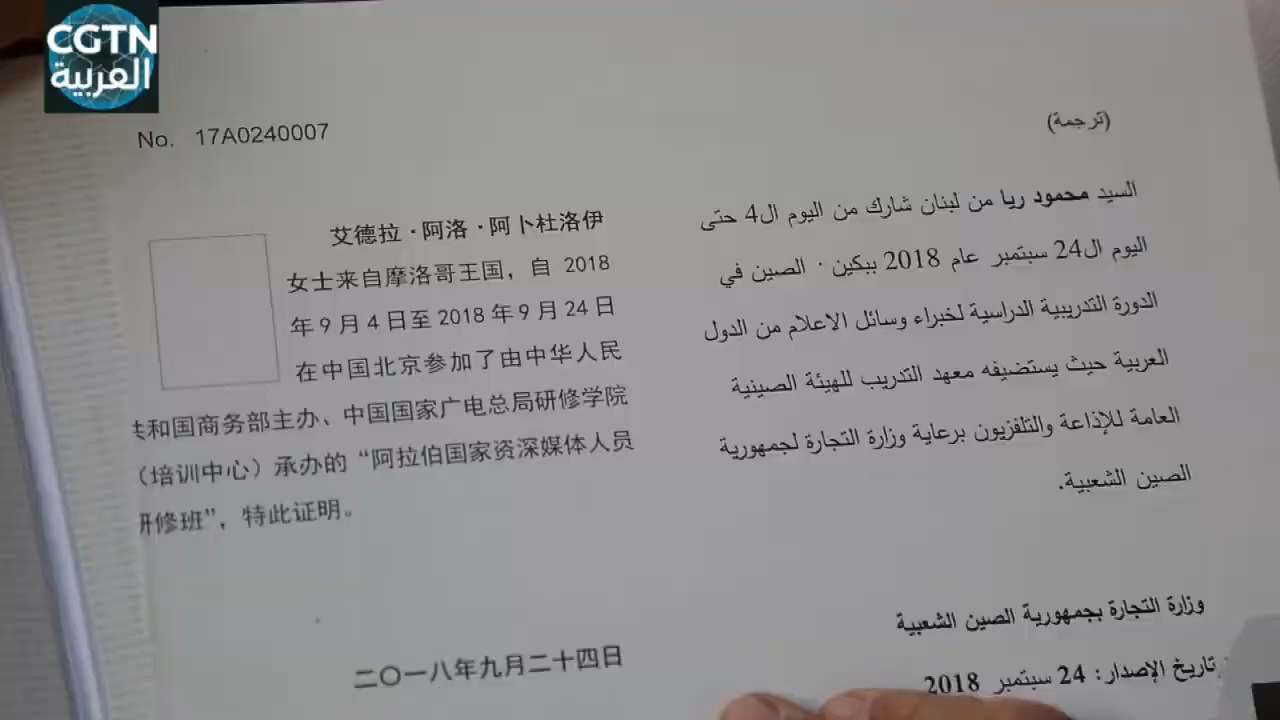 CGTN
العربية
No. 17A0240007
艾德拉·阿洛·阿卜杜洛伊
女士来自摩洛哥王国，自 2018
年9月4日至2018年9月24日
在中国北京参加了由中华人民
共和国商务部主办、中国国家广电总局研修学院
（培训中心）承办的“阿拉伯国家资深媒体人员
研修班”，特此证明。
二〇一八年九月二十四日
(ترجمة)
السيد محمود ريا من لبنان شارك من اليوم ال4 حتى
اليوم ال24 سبتمبر عام 2018 ببكين · الصين في
الدورة التدريبية الدراسية لخبراء وسائل الاعلام من الدول
العربية حيث يستضيفه معهد التدريب للهيئة الصينية
العامة للإذاعة والتلفزيون برعاية وزارة التجارة لجمهورية
الصين الشعبية.
وزارة التجارة بجمهورية الصين الشعبية
تاريخ الإصدار: 24 سبتمبر 2018